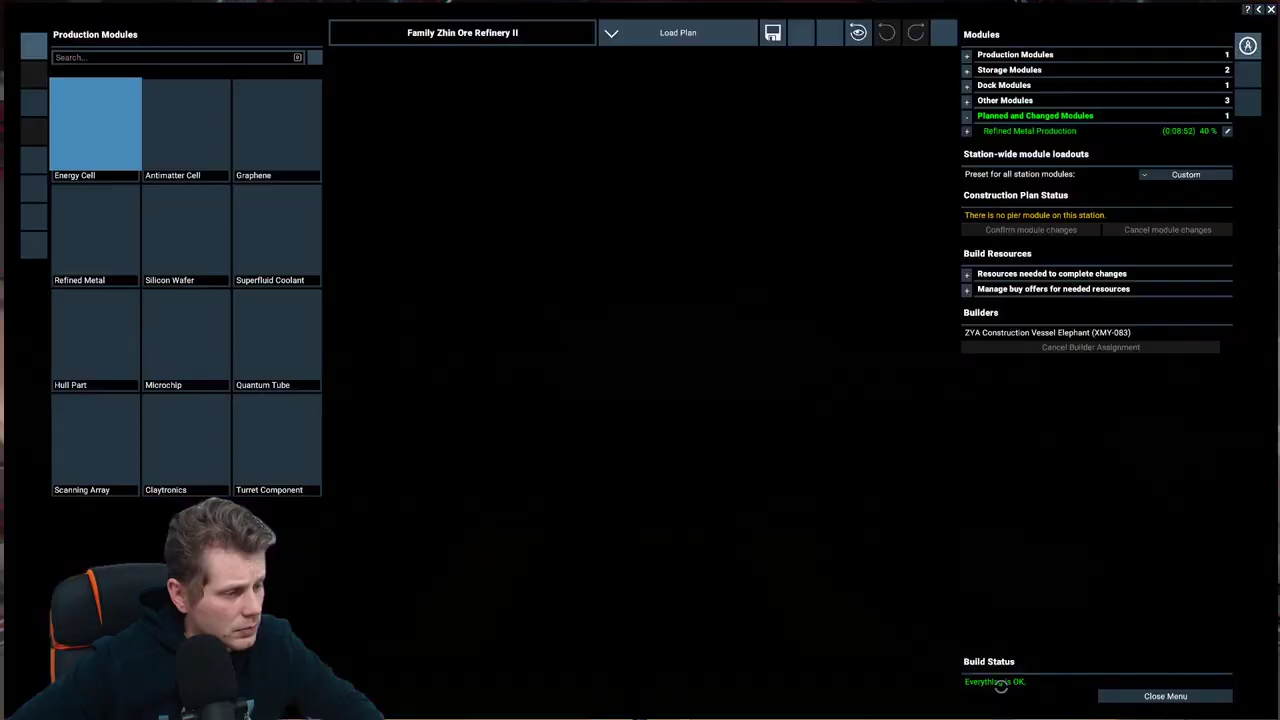 Production Modules
Search...
Energy Cell
Antimatter Cell
Graphene
Refined Metal
Silicon Wafer
Superfluid Coolant
Hull Part
Microchip
Quantum Tube
Scanning Array
Claytronics
Turret Component
Family Zhin Ore Refinery II
Load Plan
Modules
+ Production Modules 1
+ Storage Modules 2
+ Dock Modules 1
+ Other Modules 3
- Planned and Changed Modules 1
+ Refined Metal Production (0:08:52) 40 %
Station-wide module loadouts
Preset for all station modules: Custom
Construction Plan Status
There is no pier module on this station.
Confirm module changes Cancel module changes
Build Resources
+ Resources needed to complete changes
+ Manage buy offers for needed resources
Builders
ZYA Construction Vessel Elephant (XMY-083)
Cancel Builder Assignment
Build Status
Everything is OK.
Close Menu